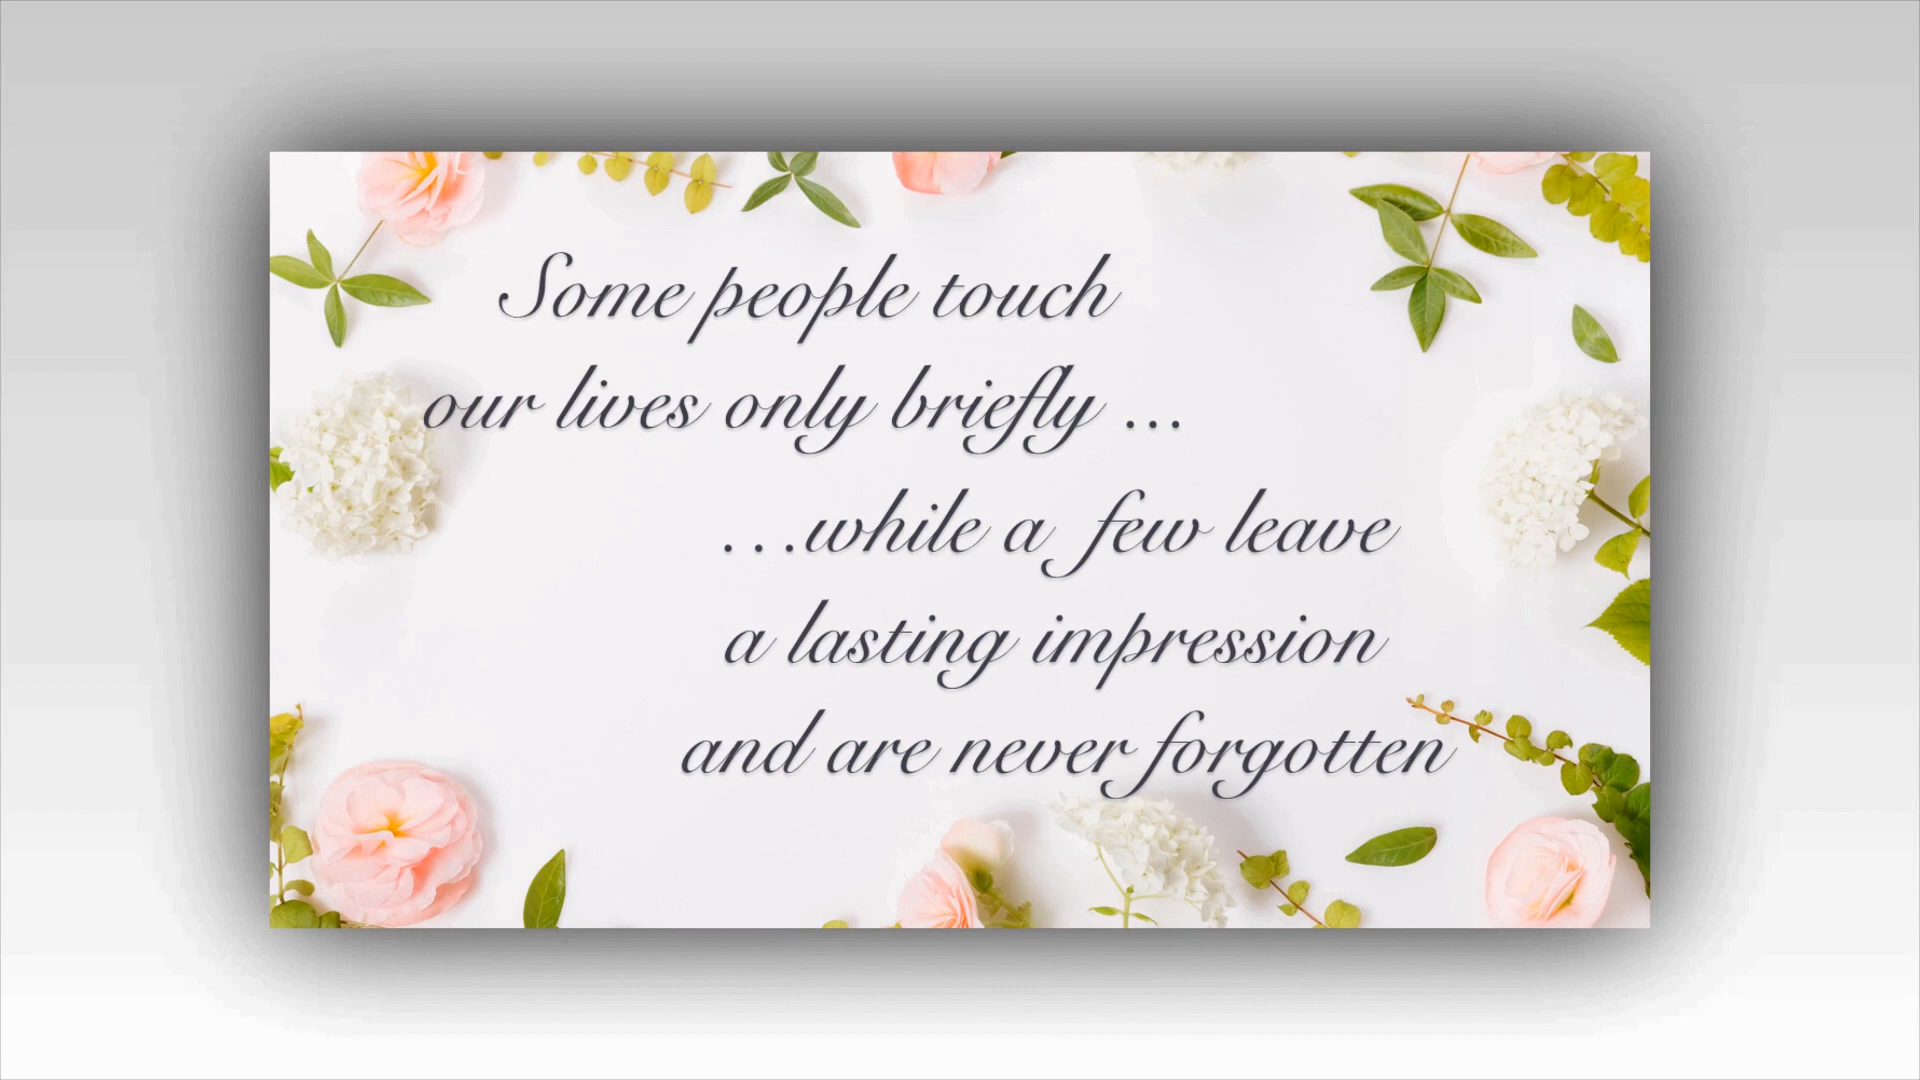 Some people touch
our lives only briefly ...
...while a few leave
a lasting impression
and are never forgotten